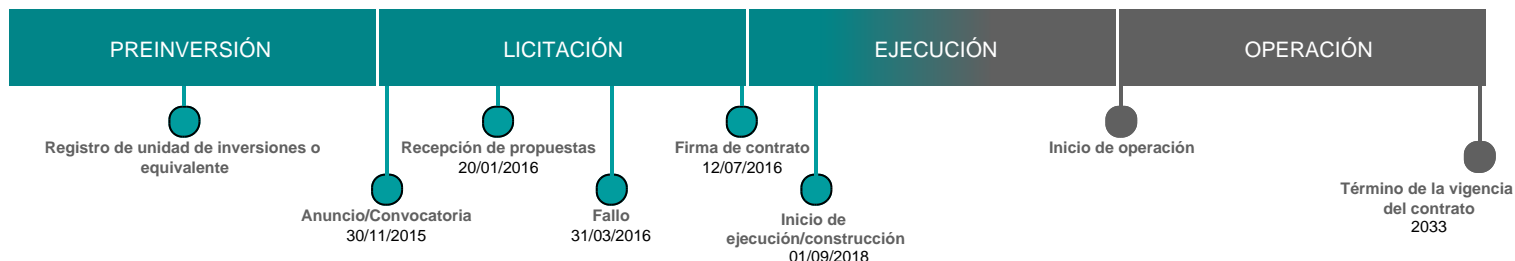 PREINVERSIÓN
LICITACIÓN
EJECUCIÓN
OPERACIÓN
Registro de unidad de inversiones o
equivalente
Anuncio/Convocatoria
30/11/2015
Recepción de propuestas
20/01/2016
Fallo
31/03/2016
Firma de contrato
12/07/2016
Inicio de
ejecución/construcción
01/09/2018
Inicio de operación
Término de la vigencia
del contrato
2033